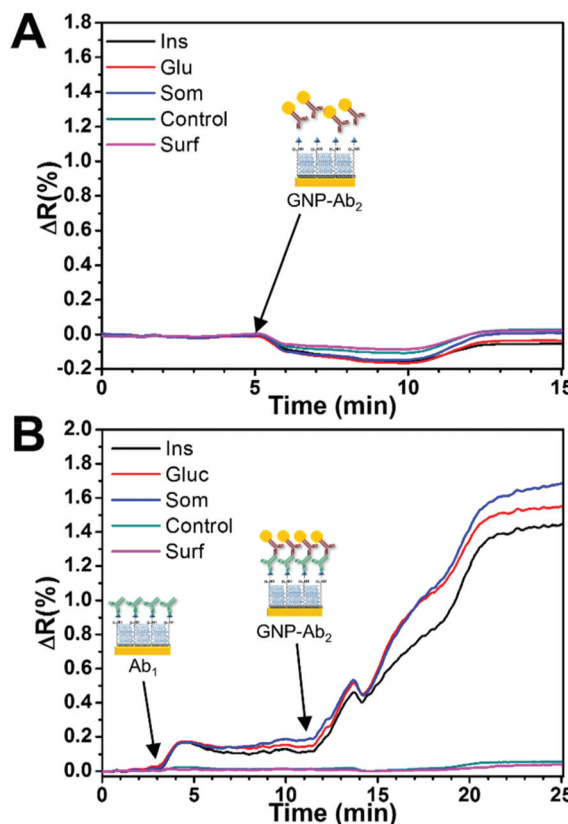 A
1.8
1.6
1.4
1.2
1.0
0.8
0.6
0.4
0.2
0.0
-0.2
ΔR(%)
Ins
Glu
Som
Control
Surf
GNP-Ab₂
0 5 10 15
Time (min)
B
2.0
1.8
1.6
1.4
1.2
1.0
0.8
0.6
0.4
0.2
0.0
ΔR(%)
Ins
Gluc
Som
Control
Surf
Ab₁
GNP-Ab₂
0 5 10 15 20 25
Time (min)